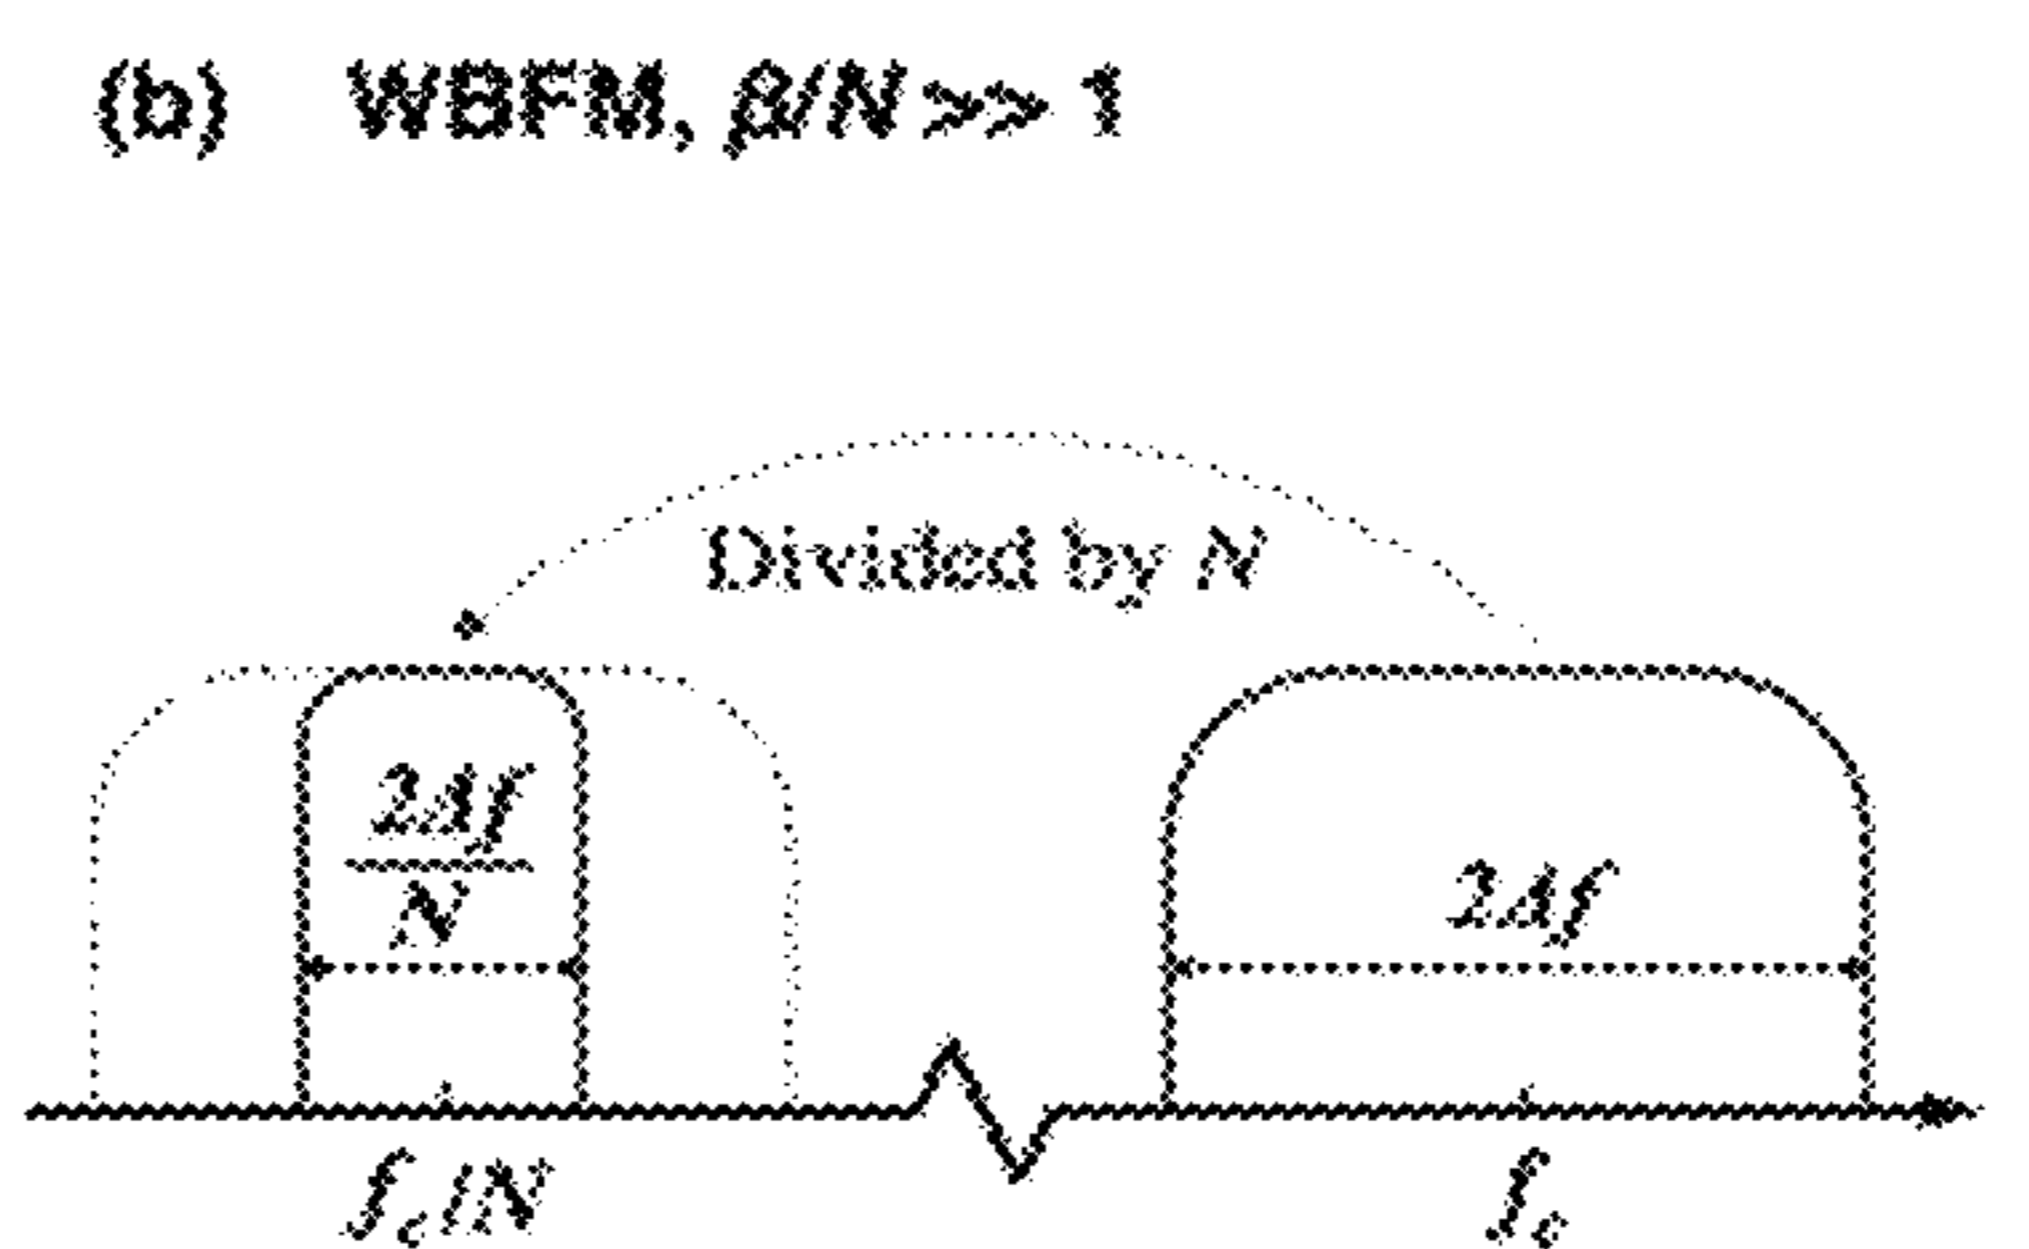 (b) WBFM, β/N >> 1
Divided by N
2Δf
N
2Δf
f_c/N
f_c